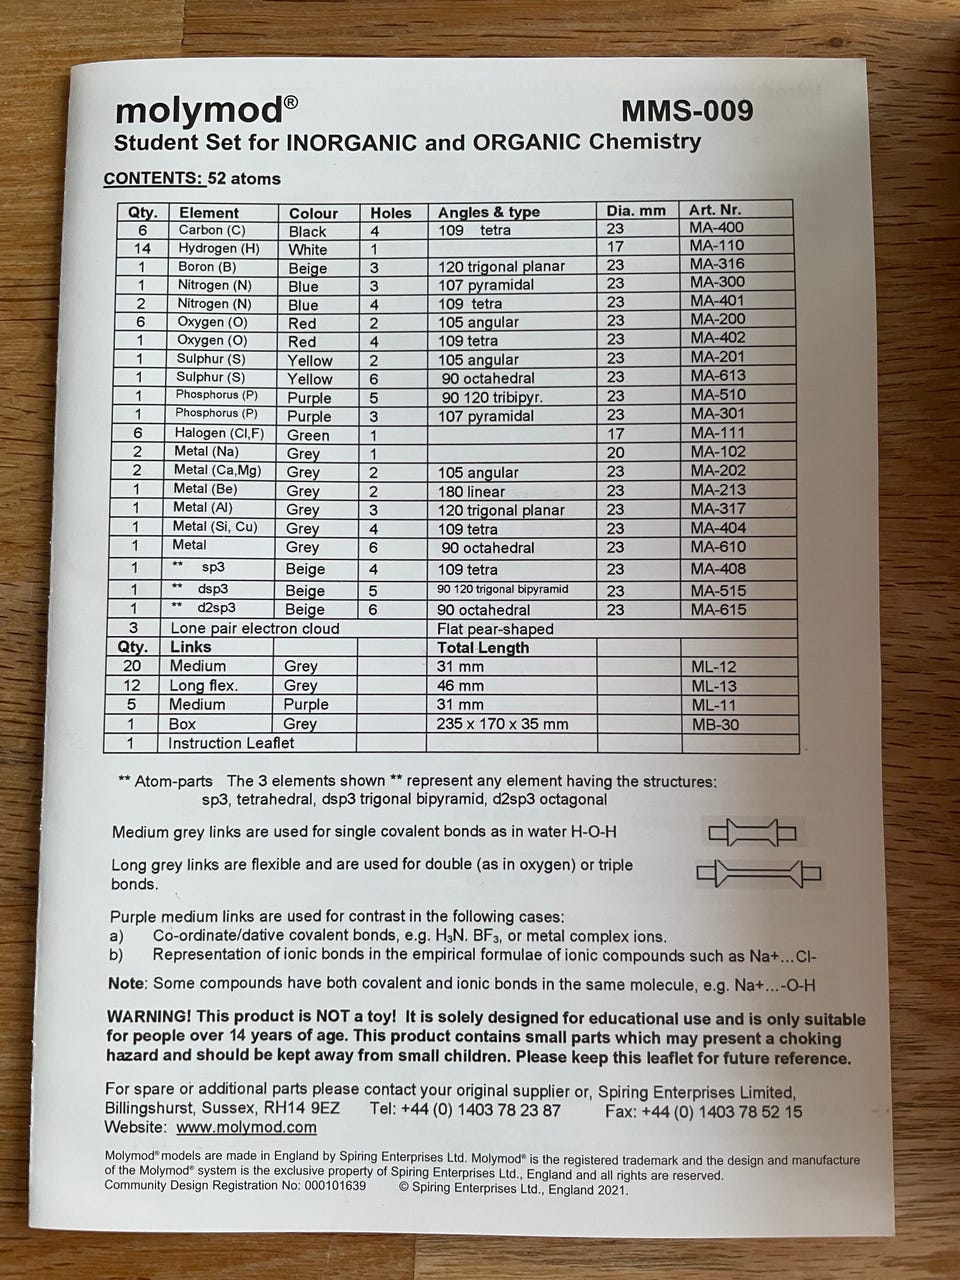 molymod® MMS-009
Student Set for INORGANIC and ORGANIC Chemistry
CONTENTS: 52 atoms
Qty. Element Colour Holes Angles & type Dia. mm Art. Nr.
6 Carbon (C) Black 4 109 tetra 23 MA-400
14 Hydrogen (H) White 1 17 MA-110
1 Boron (B) Beige 3 120 trigonal planar 23 MA-316
1 Nitrogen (N) Blue 3 107 pyramidal 23 MA-300
2 Nitrogen (N) Blue 4 109 tetra 23 MA-401
6 Oxygen (O) Red 2 105 angular 23 MA-200
1 Oxygen (O) Red 4 109 tetra 23 MA-402
1 Sulphur (S) Yellow 2 105 angular 23 MA-201
1 Sulphur (S) Yellow 6 90 octahedral 23 MA-613
1 Phosphorus (P) Purple 5 90 120 tribipyr. 23 MA-510
1 Phosphorus (P) Purple 3 107 pyramidal 23 MA-301
6 Halogen (Cl,F) Green 1 17 MA-111
2 Metal (Na) Grey 1 20 MA-102
2 Metal (Ca,Mg) Grey 2 105 angular 23 MA-202
1 Metal (Be) Grey 2 180 linear 23 MA-213
1 Metal (Al) Grey 3 120 trigonal planar 23 MA-317
1 Metal (Si, Cu) Grey 4 109 tetra 23 MA-404
1 Metal Grey 6 90 octahedral 23 MA-610
1 ** sp3 Beige 4 109 tetra 23 MA-408
1 ** dsp3 Beige 5 90 120 trigonal bipyramid 23 MA-515
1 ** d2sp3 Beige 6 90 octahedral 23 MA-615
3 Lone pair electron cloud Flat pear-shaped
Qty. Links Total Length
20 Medium Grey 31 mm ML-12
12 Long flex. Grey 46 mm ML-13
5 Medium Purple 31 mm ML-11
1 Box Grey 235 x 170 x 35 mm MB-30
1 Instruction Leaflet
** Atom-parts The 3 elements shown ** represent any element having the structures:
sp3, tetrahedral, dsp3 trigonal bipyramid, d2sp3 octagonal
Medium grey links are used for single covalent bonds as in water H-O-H
Long grey links are flexible and are used for double (as in oxygen) or triple
bonds.
Purple medium links are used for contrast in the following cases:
a) Co-ordinate/dative covalent bonds, e.g. H₃N. BF₃, or metal complex ions.
b) Representation of ionic bonds in the empirical formulae of ionic compounds such as Na+...Cl-
Note: Some compounds have both covalent and ionic bonds in the same molecule, e.g. Na+...-O-H
WARNING! This product is NOT a toy! It is solely designed for educational use and is only suitable
for people over 14 years of age. This product contains small parts which may present a choking
hazard and should be kept away from small children. Please keep this leaflet for future reference.
For spare or additional parts please contact your original supplier or, Spiring Enterprises Limited,
Billingshurst, Sussex, RH14 9EZ Tel: +44 (0) 1403 78 23 87 Fax: +44 (0) 1403 78 52 15
Website: www.molymod.com
Molymod® models are made in England by Spiring Enterprises Ltd. Molymod® is the registered trademark and the design and manufacture
of the Molymod® system is the exclusive property of Spiring Enterprises Ltd., England and all rights are reserved.
Community Design Registration No: 000101639 © Spiring Enterprises Ltd., England 2021.